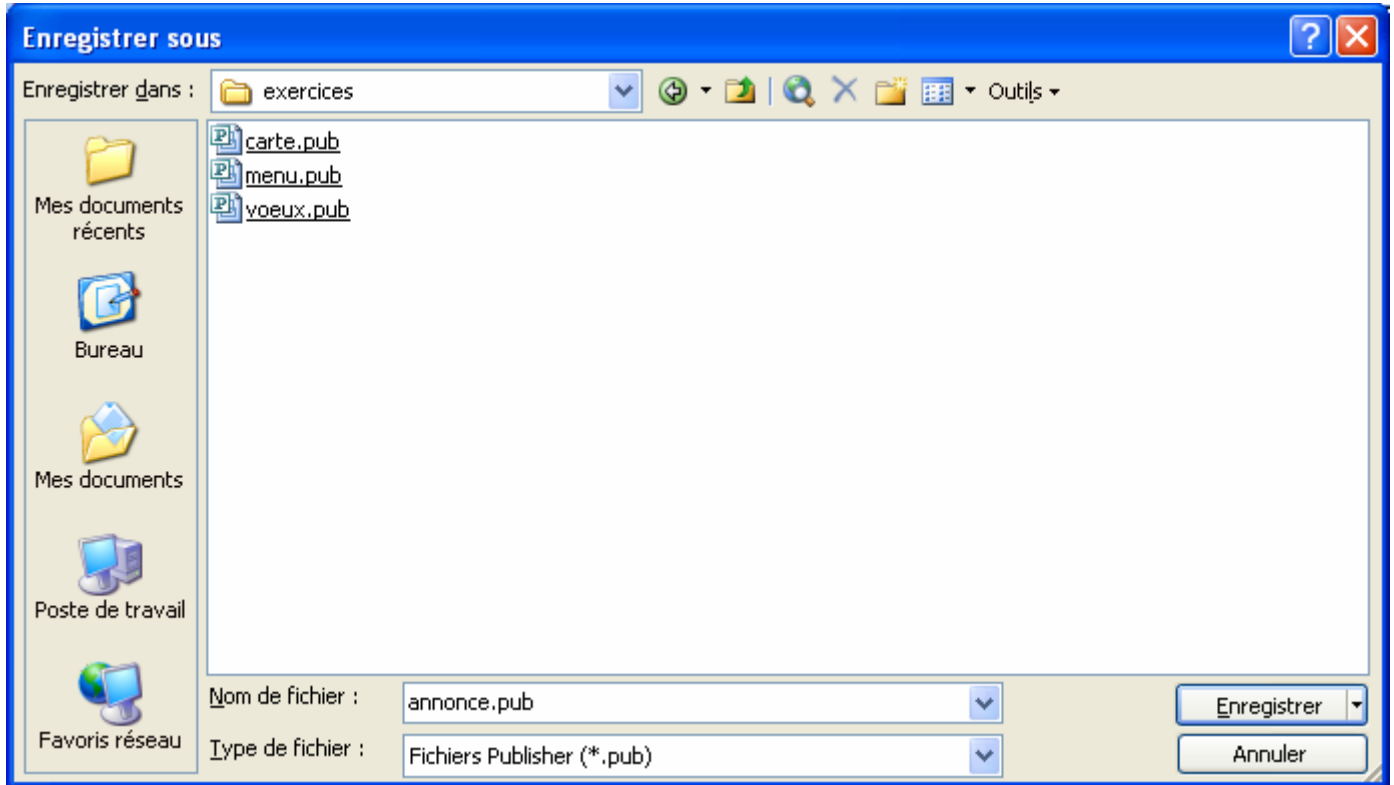 Enregistrer sous
Enregistrer dans :
exercices
Outils
carte.pub
menu.pub
voeux.pub
Mes documents
récents
Bureau
Mes documents
Poste de travail
Favoris réseau
Nom de fichier :
annonce.pub
Enregistrer
Type de fichier :
Fichiers Publisher (*.pub)
Annuler